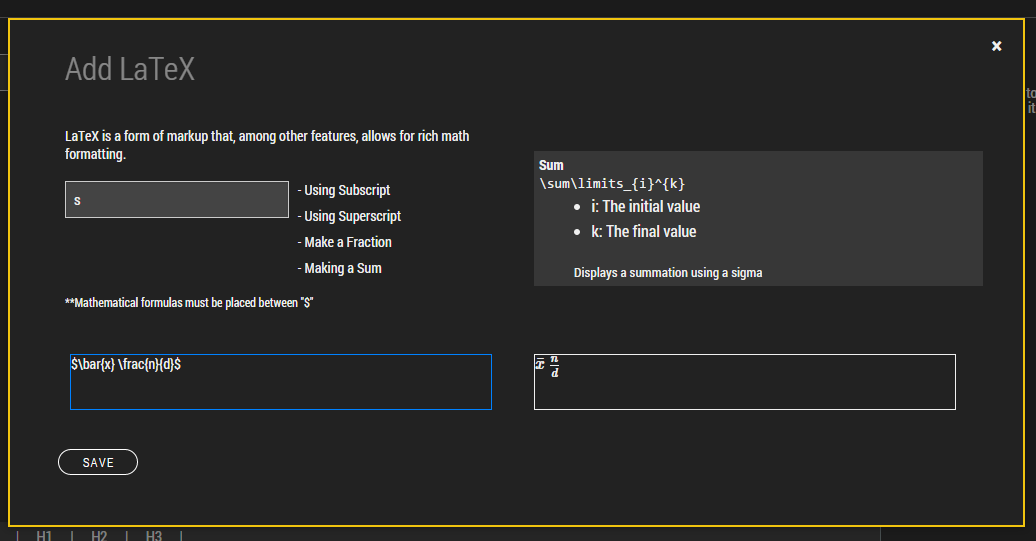 ×
Add LaTeX
to
it
LaTeX is a form of markup that, among other features, allows for rich math
formatting.
s
- Using Subscript
- Using Superscript
- Make a Fraction
- Making a Sum
**Mathematical formulas must be placed between "$"
Sum
\sum\limits_{i}^{k}
• i: The initial value
• k: The final value
Displays a summation using a sigma
$\bar{x} \frac{n}{d}$
x̄ n/d
SAVE
| H1 | H2 | H3 |